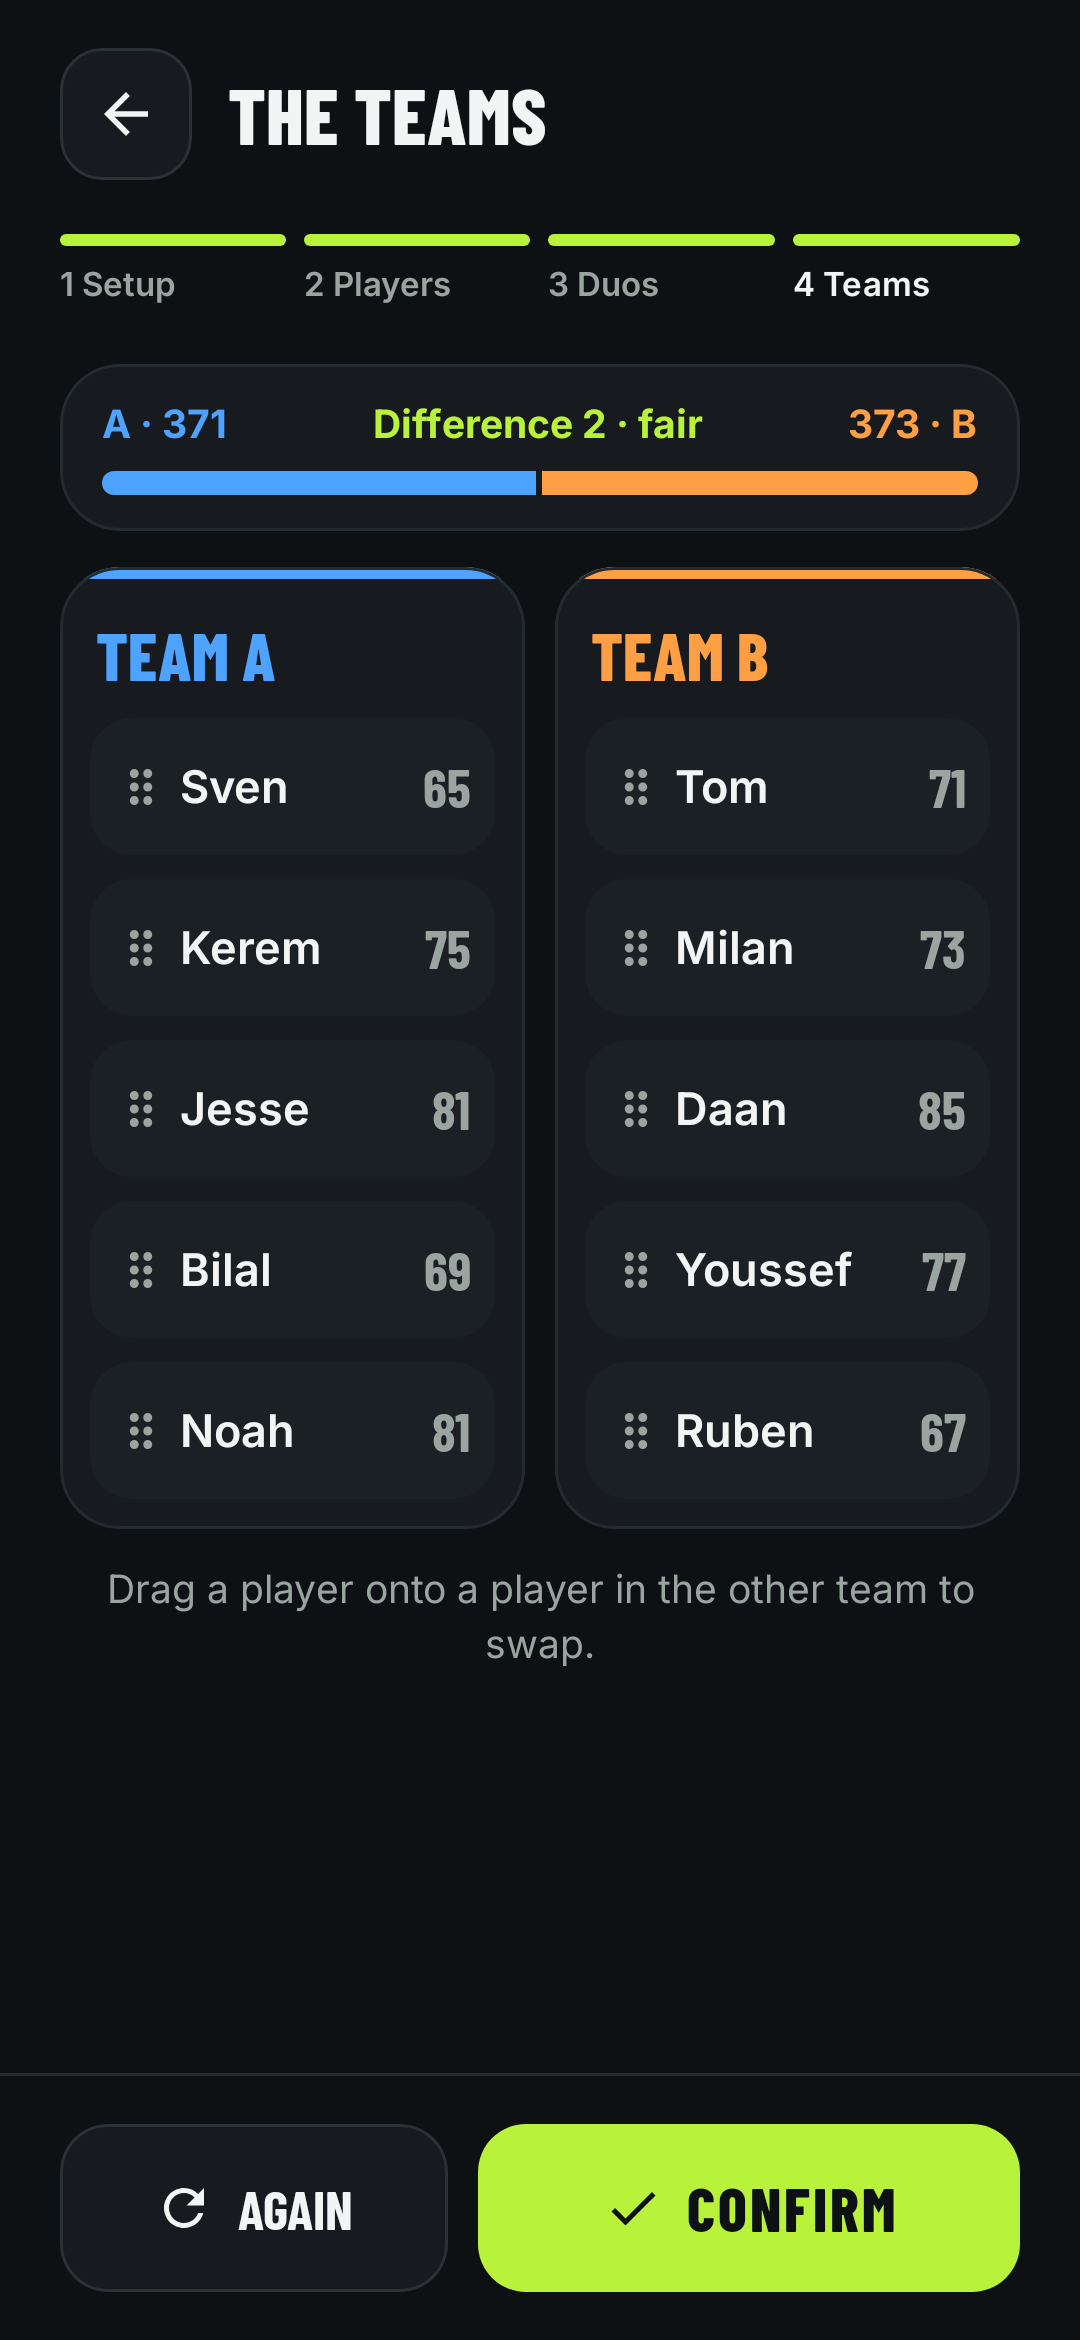 THE TEAMS
1 Setup
2 Players
3 Duos
4 Teams
A · 371
Difference 2 · fair
373 · B
TEAM A
Sven 65
Kerem 75
Jesse 81
Bilal 69
Noah 81
TEAM B
Tom 71
Milan 73
Daan 85
Youssef 77
Ruben 67
Drag a player onto a player in the other team to
swap.
AGAIN
CONFIRM